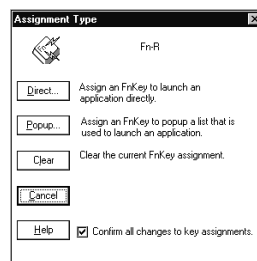 Assignment Type
Fn-R
Direct...
Assign an FnKey to launch an
application directly.
Popup...
Assign an FnKey to popup a list that is
used to launch an application.
Clear
Clear the current FnKey assignment.
Cancel
Help
Confirm all changes to key assignments.